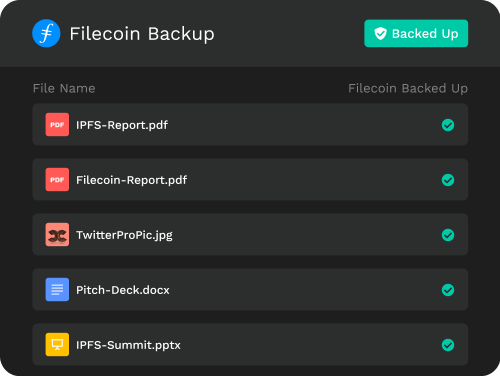 Filecoin Backup
Backed Up
File Name
Filecoin Backed Up
PDF
IPFS-Report.pdf
PDF
Filecoin-Report.pdf
TwitterProPic.jpg
Pitch-Deck.docx
IPFS-Summit.pptx